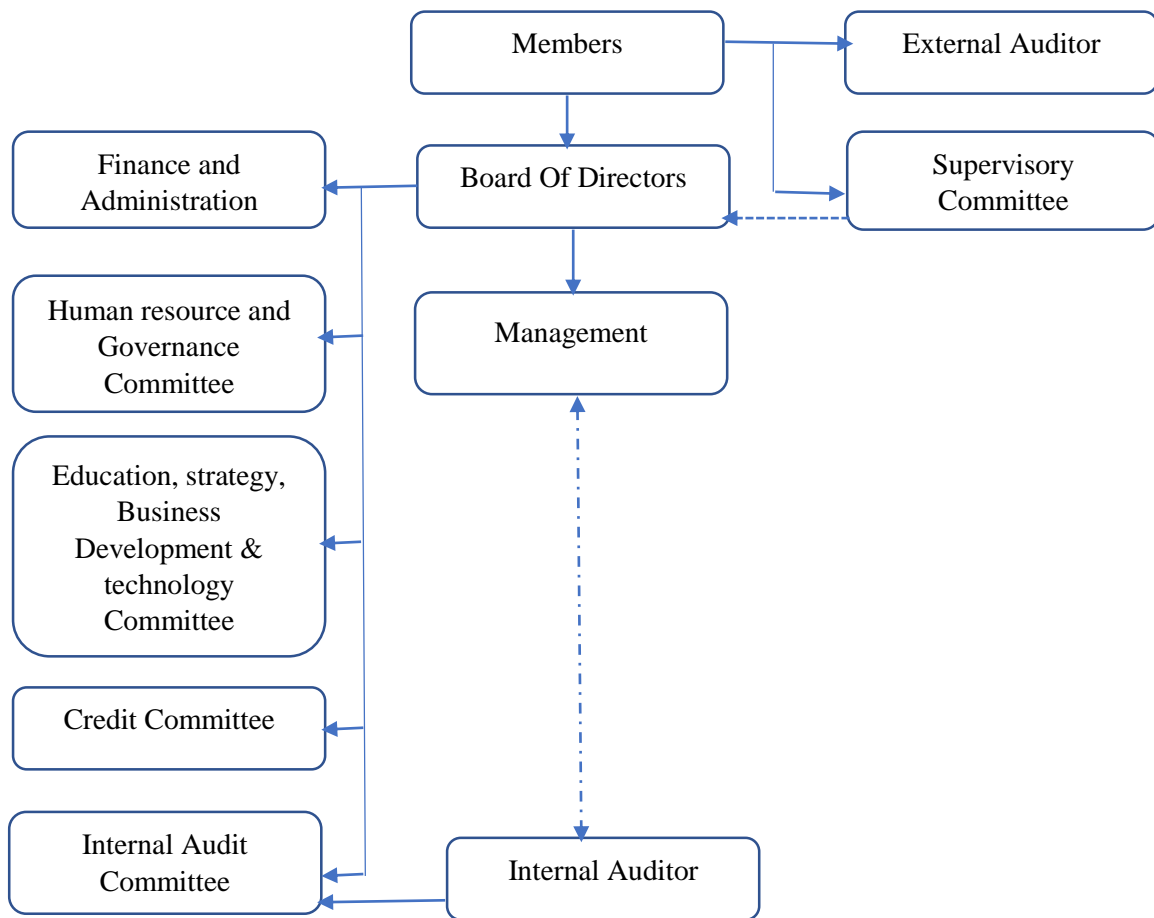 Members
External Auditor
Finance and
Administration
Board Of Directors
Supervisory
Committee
Human resource and
Governance
Committee
Management
Education, strategy,
Business
Development &
technology
Committee
Credit Committee
Internal Audit
Committee
Internal Auditor